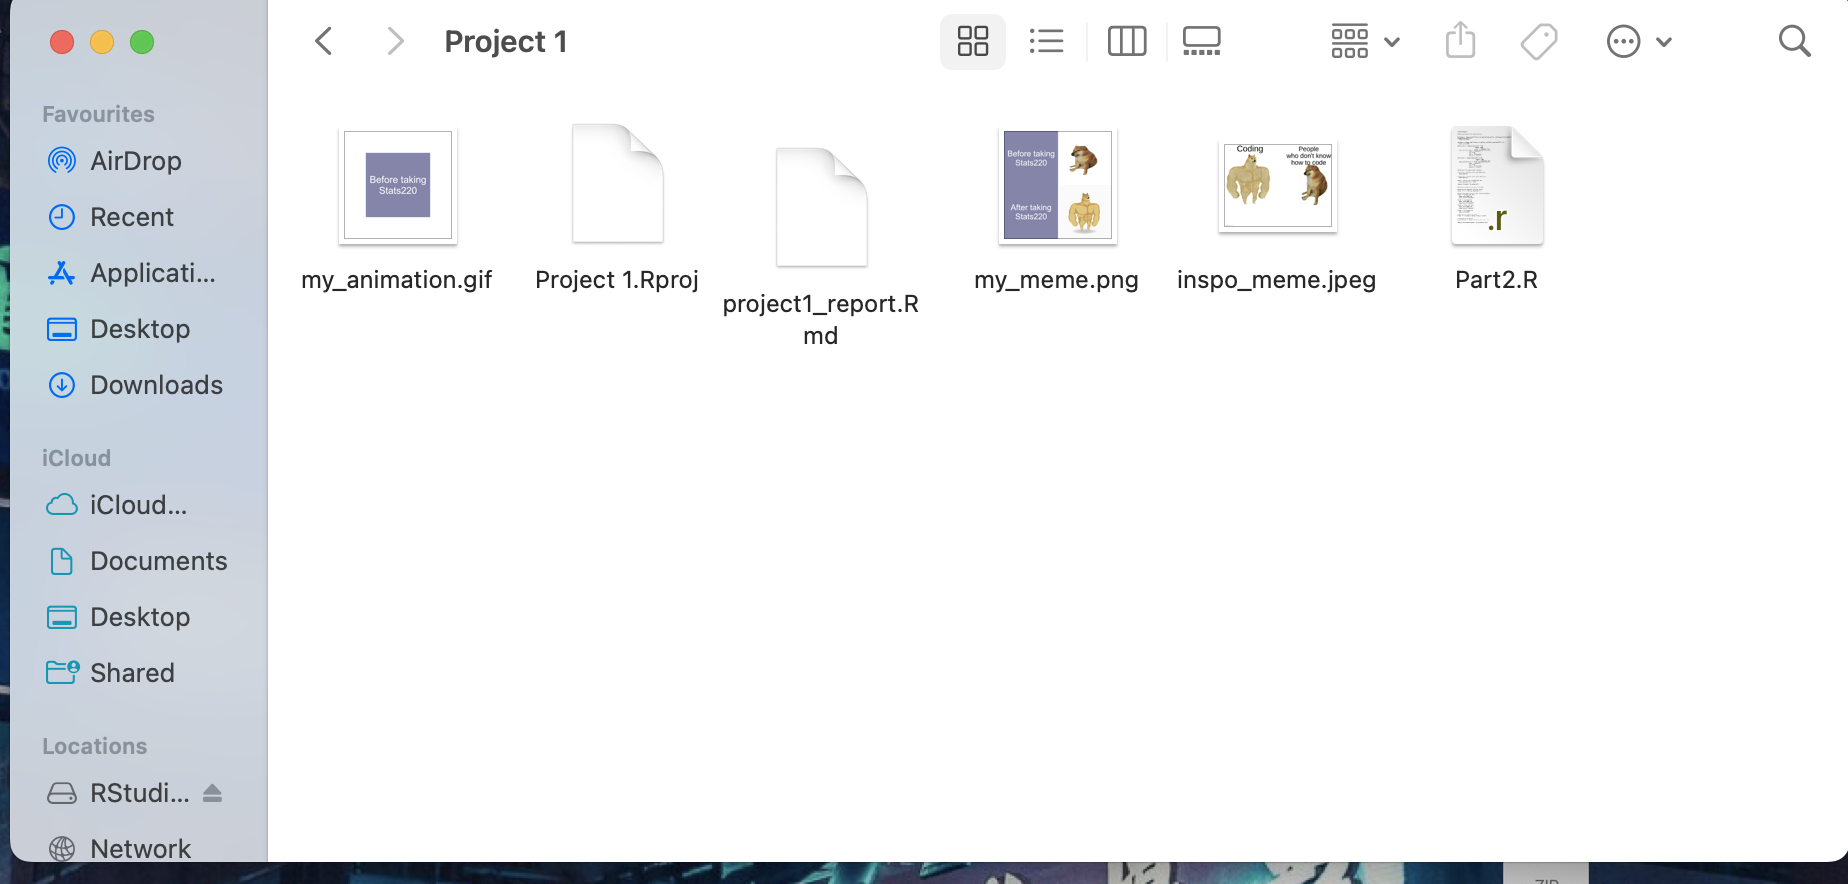 Project 1
Favourites
AirDrop
Recent
Applicati...
Desktop
Downloads
iCloud
iCloud...
Documents
Desktop
Shared
Locations
RStudi...
Network
Before taking
Stats220
my_animation.gif
Project 1.Rproj
project1_report.R
md
Before taking
Stats220
After taking
Stats220
my_meme.png
Coding
People
who don't know
how to code
inspo_meme.jpeg
.r
Part2.R